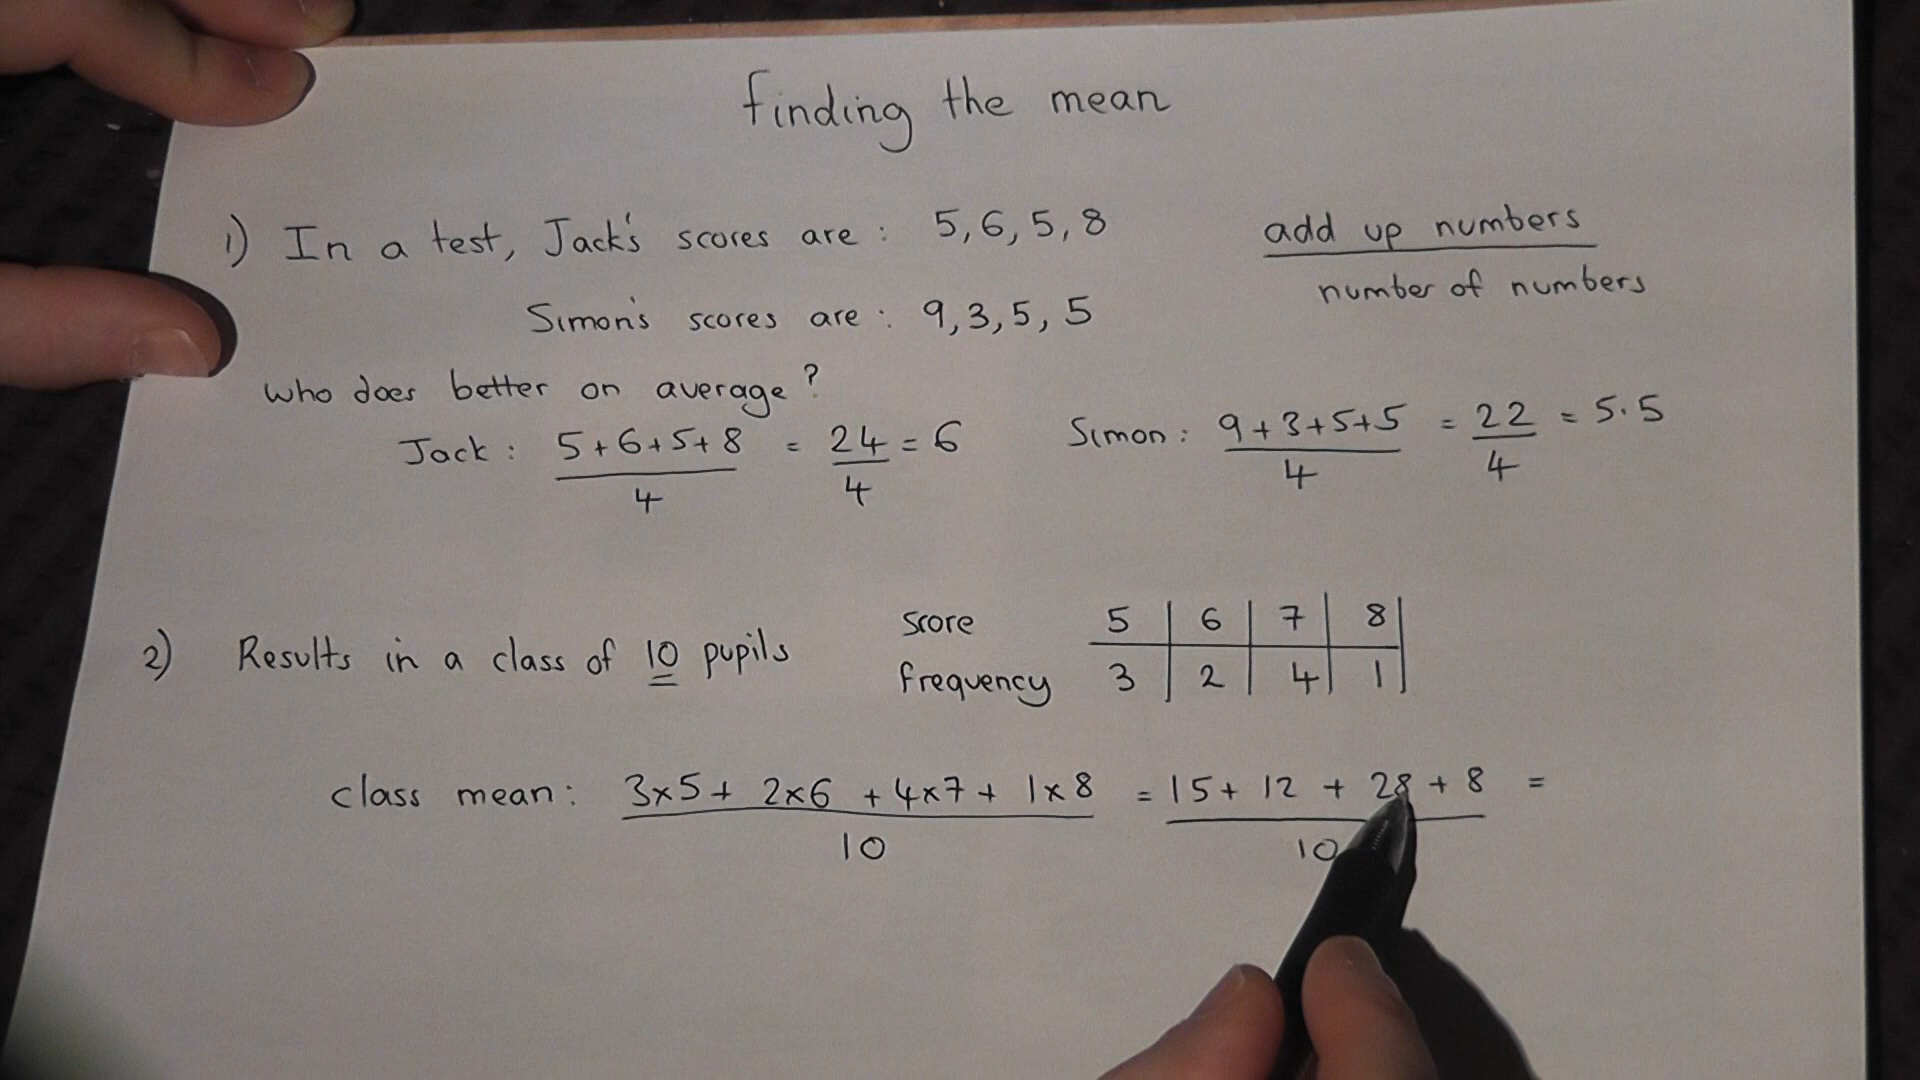 finding the mean
1) In a test, Jack's scores are : 5, 6, 5, 8
add up numbers
number of numbers
Simon's scores are : 9, 3, 5, 5
who does better on average ?
Jack : 5 + 6 + 5 + 8 = 24 = 6
4 4
Simon : 9 + 3 + 5 + 5 = 22 = 5.5
4 4
2) Results in a class of 10 pupils
Score 5 6 7 8
frequency 3 2 4 1
class mean : 3×5 + 2×6 + 4×7 + 1×8 = 15 + 12 + 28 + 8 =
10 10